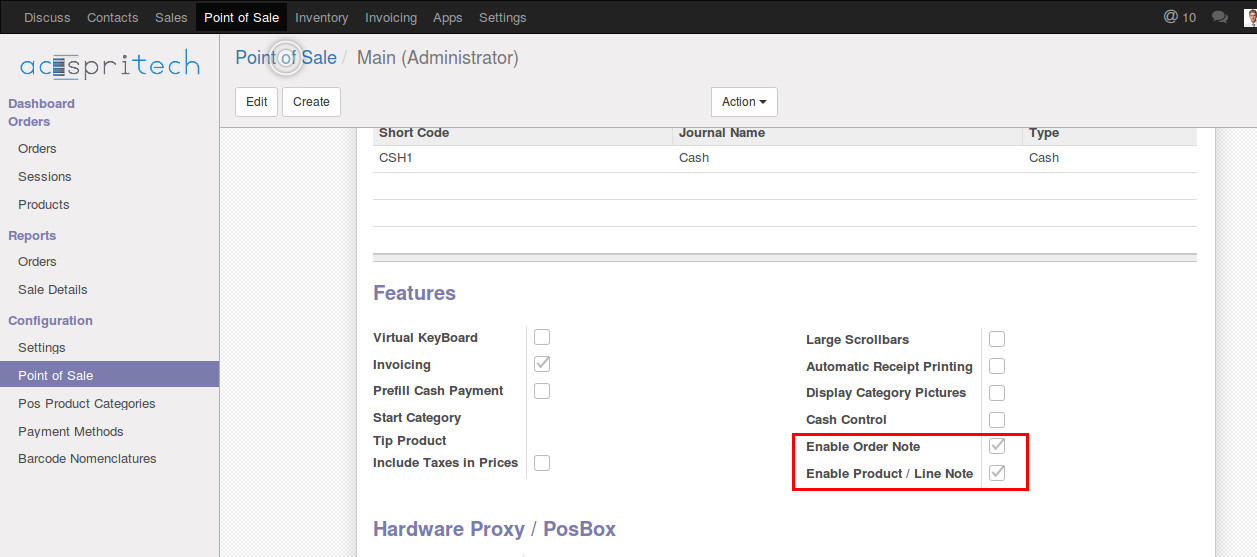 Discuss Contacts Sales Point of Sale Inventory Invoicing Apps Settings @ 10
acespritech
Point of Sale / Main (Administrator)
Edit Create Action
Dashboard
Orders
Orders
Sessions
Products
Reports
Orders
Sale Details
Configuration
Settings
Point of Sale
Pos Product Categories
Payment Methods
Barcode Nomenclatures
Short Code Journal Name Type
CSH1 Cash Cash
Features
Virtual KeyBoard
Invoicing
Prefill Cash Payment
Start Category
Tip Product
Include Taxes in Prices
Large Scrollbars
Automatic Receipt Printing
Display Category Pictures
Cash Control
Enable Order Note
Enable Product / Line Note
Hardware Proxy / PosBox